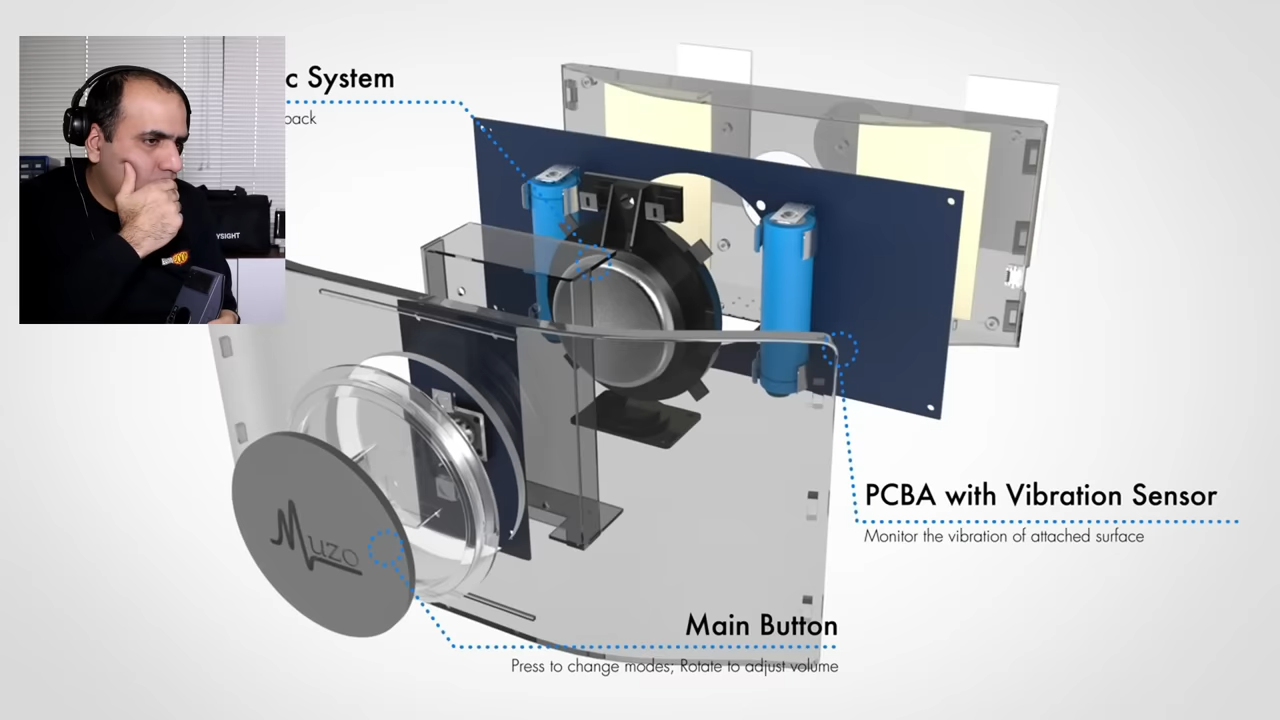 c System
back
YSIGHT
PCBA with Vibration Sensor
Monitor the vibration of attached surface
Muzo
Main Button
Press to change modes; Rotate to adjust volume